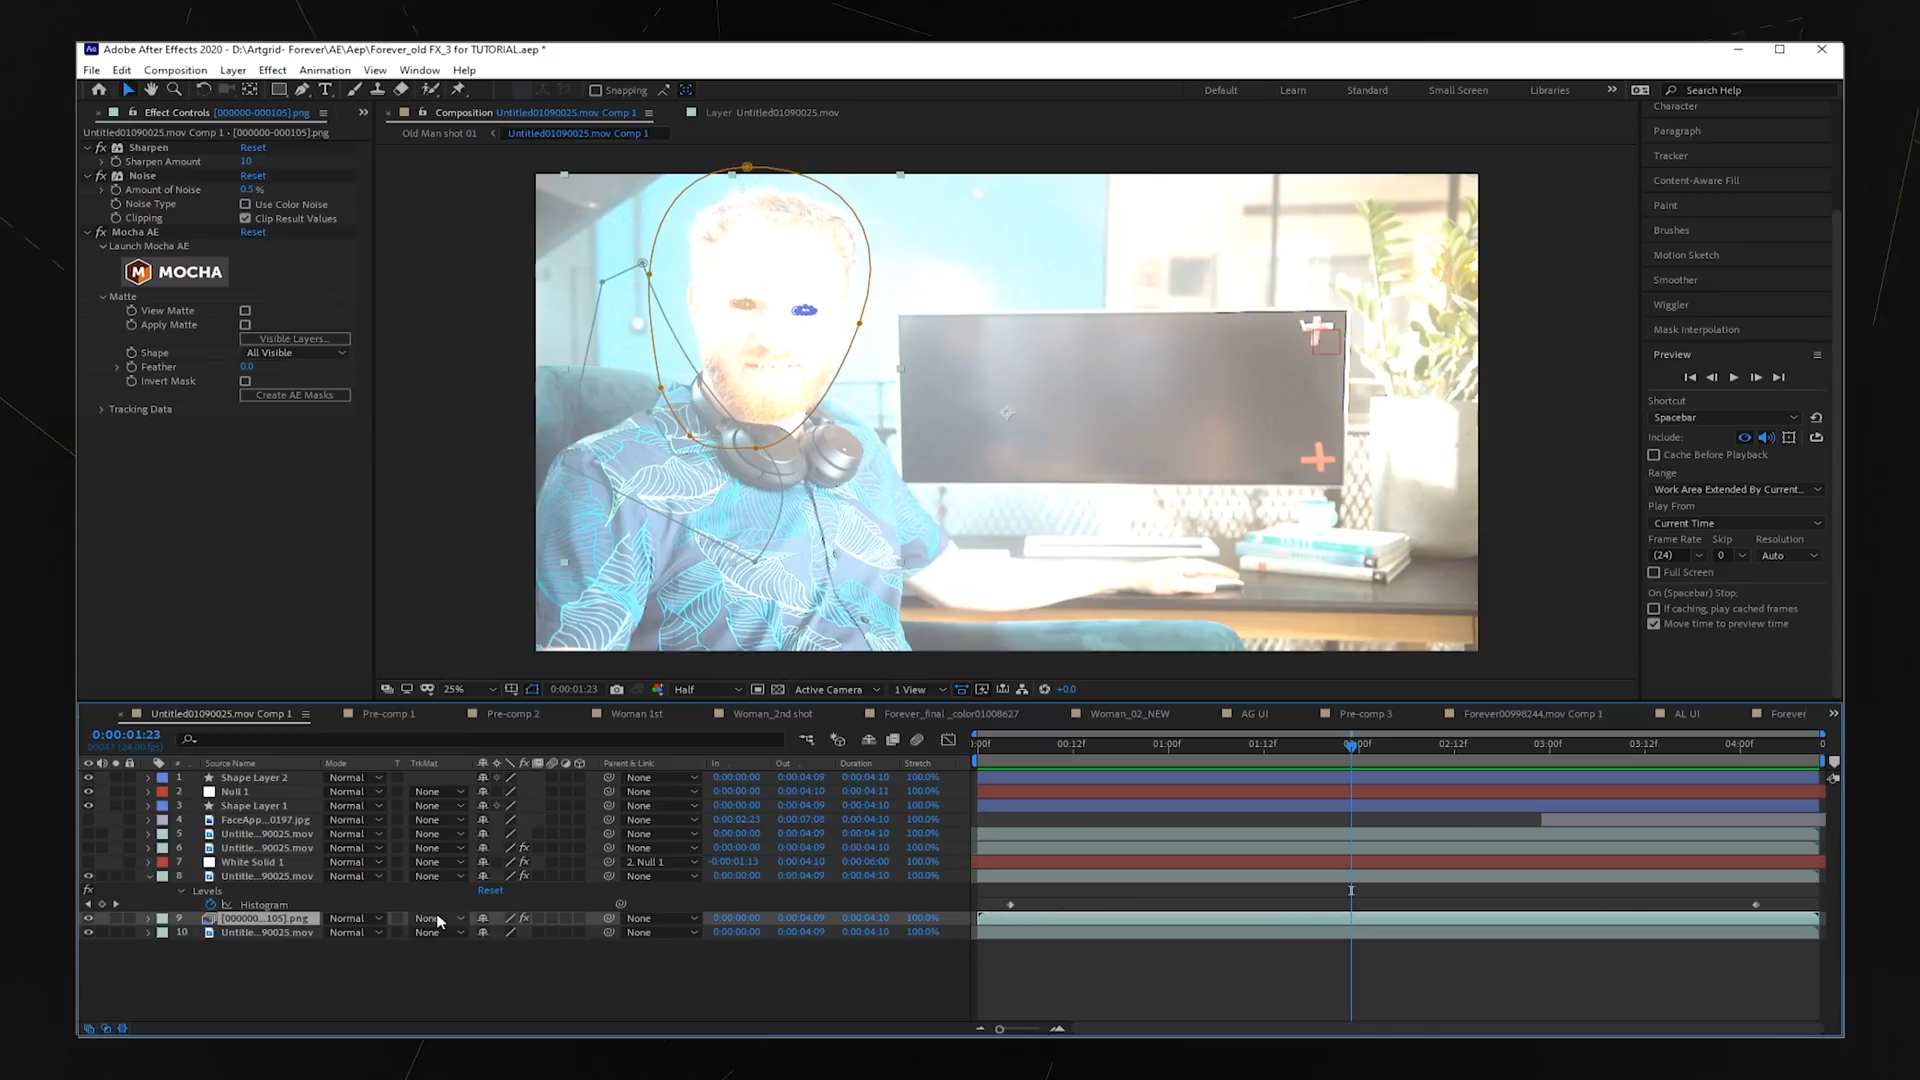 Adobe After Effects 2020 - D:\Artgrid- Forever\AE\Aep\Forever_old FX_3 for TUTORIAL.aep *
File Edit Composition Layer Effect Animation View Window Help
Snapping
Default Learn Standard Small Screen Libraries Search Help
Effect Controls [000000-000105].png
Composition Untitled01090025.mov Comp 1
Layer Untitled01090025.mov
Untitled01090025.mov Comp 1 • [000000-000105].png
Old Man shot 01
Untitled01090025.mov Comp 1
Sharpen Reset
Sharpen Amount 10
Noise Reset
Amount of Noise 0.5 %
Noise Type Use Color Noise
Clipping Clip Result Values
Mocha AE Reset
Launch Mocha AE
MOCHA
Matte
View Matte
Apply Matte
Visible Layers...
Shape All Visible
Feather 0.0
Invert Mask
Create AE Masks
Tracking Data
Character
Paragraph
Tracker
Content-Aware Fill
Paint
Brushes
Motion Sketch
Smoother
Wiggler
Mask Interpolation
Preview
Shortcut
Spacebar
Include:
Cache Before Playback
Range
Work Area Extended By Current...
Play From
Current Time
Frame Rate Skip Resolution
(24) 0 Auto
Full Screen
On (Spacebar) Stop:
If caching, play cached frames
Move time to preview time
25% 0:00:01:23 Half Active Camera 1 View +0.0
Untitled01090025.mov Comp 1 Pre-comp 1 Pre-comp 2 Woman 1st Woman_2nd shot Forever_final _color01008627 Woman_02_NEW AG UI Pre-comp 3 Forever00998244.mov Comp 1 AL UI Forever
0:00:01:23
00047 (24.00 fps)
:00f 00:12f 01:00f 01:12f 02:12f 03:00f 03:12f 04:00f
# Source Name Mode T TrkMat Parent & Link In Out Duration Stretch
1 Shape Layer 2 Normal None 0:00:00:00 0:00:04:09 0:00:04:10 100.0%
2 Null 1 Normal None None 0:00:00:00 0:00:04:10 0:00:04:11 100.0%
3 Shape Layer 1 Normal None None 0:00:00:00 0:00:04:09 0:00:04:10 100.0%
4 FaceApp...0197.jpg Normal None None 0:00:02:23 0:00:07:08 0:00:04:10 100.0%
5 Untitle...90025.mov Normal None None 0:00:00:00 0:00:04:09 0:00:04:10 100.0%
6 Untitle...90025.mov Normal None None 0:00:00:00 0:00:04:09 0:00:04:10 100.0%
7 White Solid 1 Normal None 2. Null 1 -0:00:01:13 0:00:04:10 0:00:06:00 100.0%
8 Untitle...90025.mov Normal None None 0:00:00:00 0:00:04:09 0:00:04:10 100.0%
Levels Reset
Histogram
9 [000000...105].png Normal None None 0:00:00:00 0:00:04:09 0:00:04:10 100.0%
10 Untitle...90025.mov Normal None None 0:00:00:00 0:00:04:09 0:00:04:10 100.0%